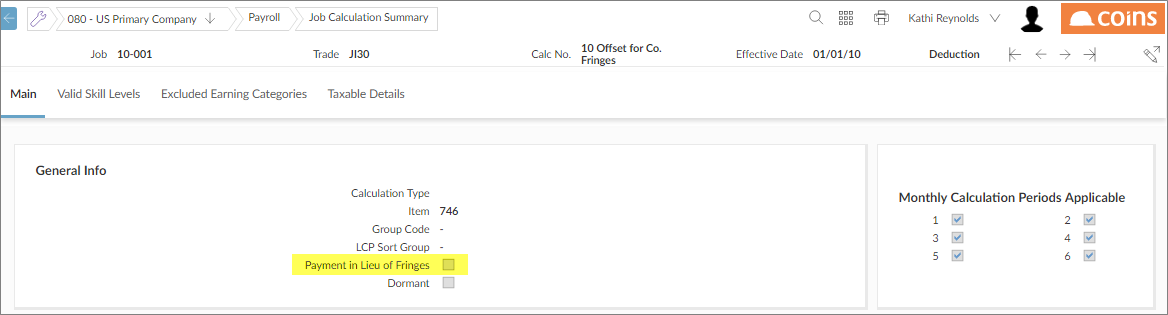 080 - US Primary Company Payroll Job Calculation Summary Kathi Reynolds coins
Job 10-001 Trade JI30 Calc No. 10 Offset for Co. Fringes Effective Date 01/01/10 Deduction
Main Valid Skill Levels Excluded Earning Categories Taxable Details
General Info
Calculation Type
Item 746
Group Code -
LCP Sort Group -
Payment in Lieu of Fringes
Dormant
Monthly Calculation Periods Applicable
1 2
3 4
5 6